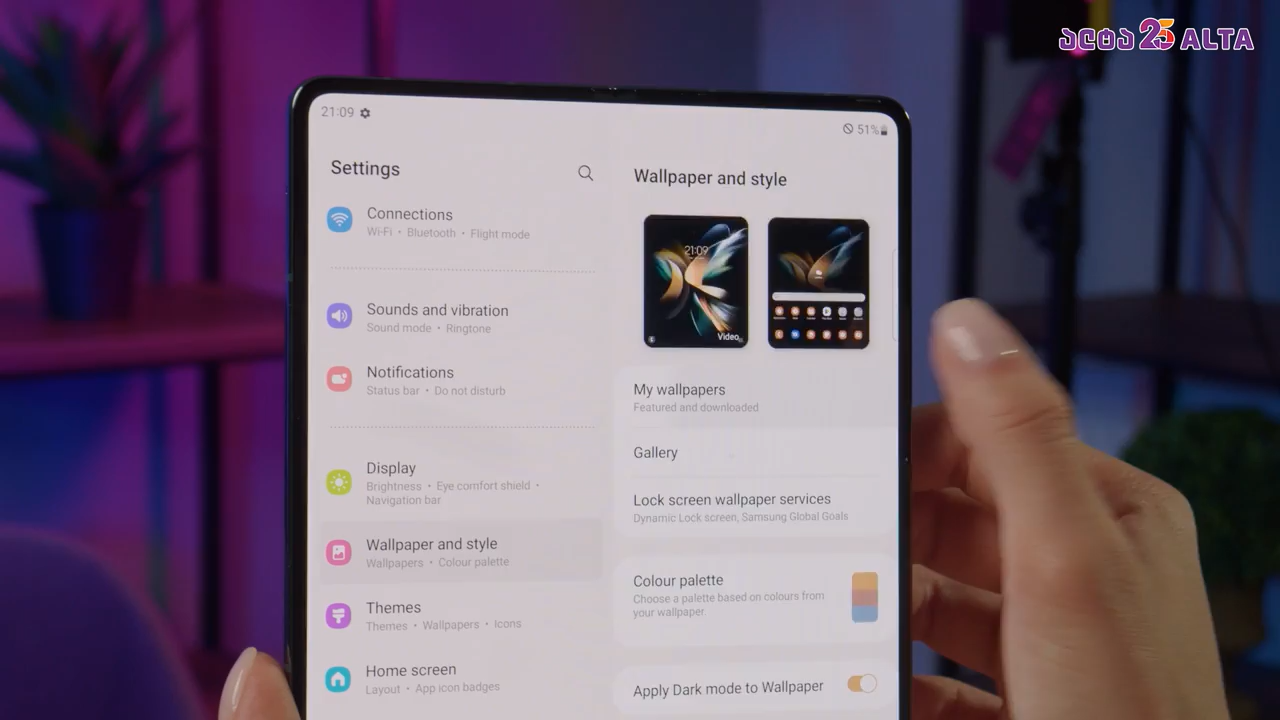 ალტა 25 ALTA
21:09
51%
Settings
Connections
Wi-Fi • Bluetooth • Flight mode
Sounds and vibration
Sound mode • Ringtone
Notifications
Status bar • Do not disturb
Display
Brightness • Eye comfort shield •
Navigation bar
Wallpaper and style
Wallpapers • Colour palette
Themes
Themes • Wallpapers • Icons
Home screen
Layout • App icon badges
Wallpaper and style
21:09
Video
My wallpapers
Featured and downloaded
Gallery
Lock screen wallpaper services
Dynamic Lock screen, Samsung Global Goals
Colour palette
Choose a palette based on colours from
your wallpaper
Apply Dark mode to Wallpaper